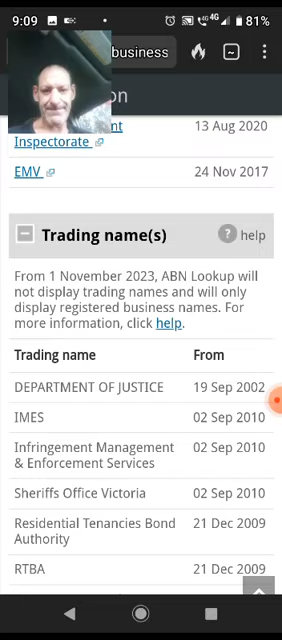 9:09
4G
4G
81%
business
on
nt
13 Aug 2020
Inspectorate
EMV
24 Nov 2017
Trading name(s)
? help
From 1 November 2023, ABN Lookup will
not display trading names and will only
display registered business names. For
more information, click help.
Trading name From
DEPARTMENT OF JUSTICE 19 Sep 2002
IMES 02 Sep 2010
Infringement Management 02 Sep 2010
& Enforcement Services
Sheriffs Office Victoria 02 Sep 2010
Residential Tenancies Bond 21 Dec 2009
Authority
RTBA 21 Dec 2009